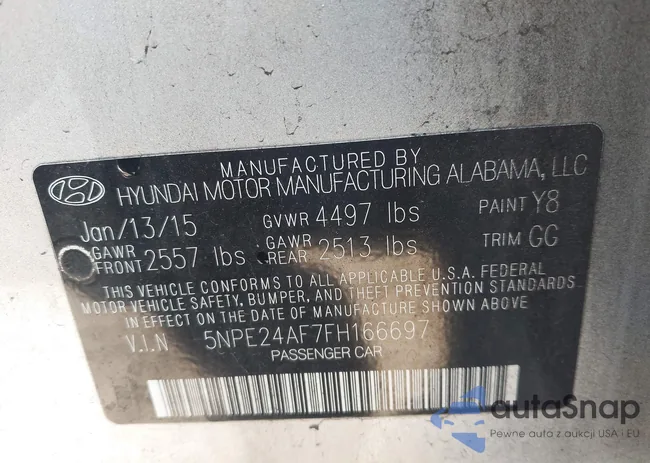 MANUFACTURED BY
HYUNDAI MOTOR MANUFACTURING ALABAMA, LLC
Jan/13/15 GVWR 4497 lbs PAINT Y8
GAWR FRONT 2557 lbs GAWR REAR 2513 lbs TRIM GG
THIS VEHICLE CONFORMS TO ALL APPLICABLE U.S.A. FEDERAL
MOTOR VEHICLE SAFETY, BUMPER, AND THEFT PREVENTION STANDARDS
IN EFFECT ON THE DATE OF MANUFACTURE SHOWN ABOVE
V.I.N 5NPE24AF7FH166697
PASSENGER CAR
autaSnap
Pewne auta z aukcji USA i EU